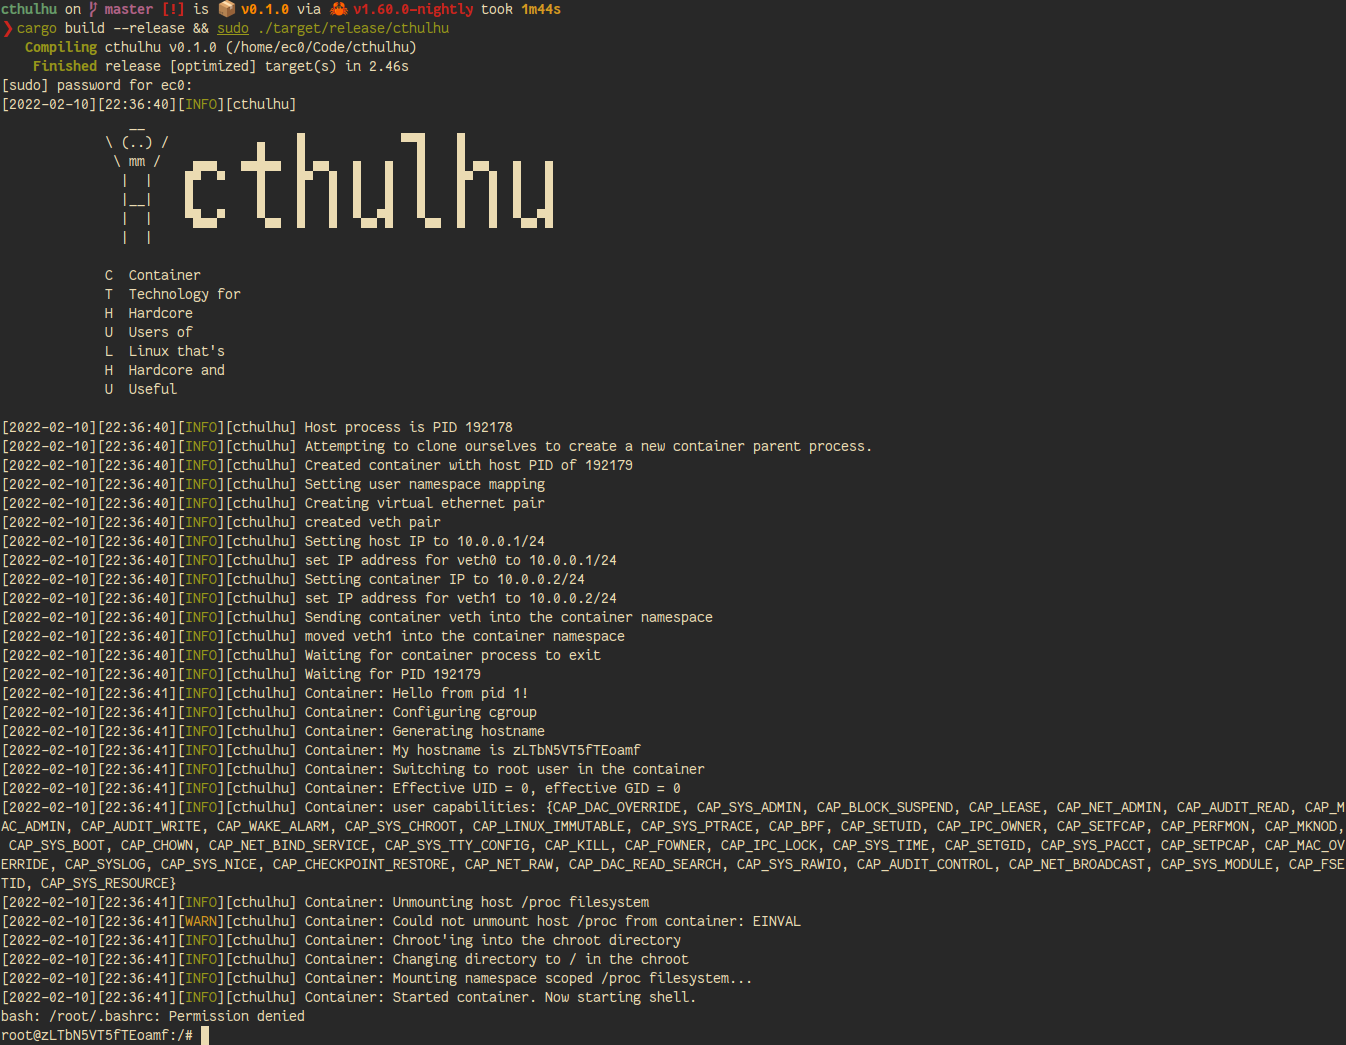 cthulhu on master [!] is 📦 v0.1.0 via 🦀 v1.60.0-nightly took 1m44s
❯ cargo build --release && sudo ./target/release/cthulhu
   Compiling cthulhu v0.1.0 (/home/ec0/Code/cthulhu)
    Finished release [optimized] target(s) in 2.46s
[sudo] password for ec0:
[2022-02-10][22:36:40][INFO][cthulhu]
                __
             \ (..) /
              \ mm /
               |  |
               |__|
               |  |
               |  |
cthulhu
             C  Container
             T  Technology for
             H  Hardcore
             U  Users of
             L  Linux that's
             H  Hardcore and
             U  Useful
[2022-02-10][22:36:40][INFO][cthulhu] Host process is PID 192178
[2022-02-10][22:36:40][INFO][cthulhu] Attempting to clone ourselves to create a new container parent process.
[2022-02-10][22:36:40][INFO][cthulhu] Created container with host PID of 192179
[2022-02-10][22:36:40][INFO][cthulhu] Setting user namespace mapping
[2022-02-10][22:36:40][INFO][cthulhu] Creating virtual ethernet pair
[2022-02-10][22:36:40][INFO][cthulhu] created veth pair
[2022-02-10][22:36:40][INFO][cthulhu] Setting host IP to 10.0.0.1/24
[2022-02-10][22:36:40][INFO][cthulhu] set IP address for veth0 to 10.0.0.1/24
[2022-02-10][22:36:40][INFO][cthulhu] Setting container IP to 10.0.0.2/24
[2022-02-10][22:36:40][INFO][cthulhu] set IP address for veth1 to 10.0.0.2/24
[2022-02-10][22:36:40][INFO][cthulhu] Sending container veth into the container namespace
[2022-02-10][22:36:40][INFO][cthulhu] moved veth1 into the container namespace
[2022-02-10][22:36:40][INFO][cthulhu] Waiting for container process to exit
[2022-02-10][22:36:40][INFO][cthulhu] Waiting for PID 192179
[2022-02-10][22:36:41][INFO][cthulhu] Container: Hello from pid 1!
[2022-02-10][22:36:41][INFO][cthulhu] Container: Configuring cgroup
[2022-02-10][22:36:41][INFO][cthulhu] Container: Generating hostname
[2022-02-10][22:36:41][INFO][cthulhu] Container: My hostname is zLTbN5VT5fTEoamf
[2022-02-10][22:36:41][INFO][cthulhu] Container: Switching to root user in the container
[2022-02-10][22:36:41][INFO][cthulhu] Container: Effective UID = 0, effective GID = 0
[2022-02-10][22:36:41][INFO][cthulhu] Container: user capabilities: {CAP_DAC_OVERRIDE, CAP_SYS_ADMIN, CAP_BLOCK_SUSPEND, CAP_LEASE, CAP_NET_ADMIN, CAP_AUDIT_READ, CAP_M
AC_ADMIN, CAP_AUDIT_WRITE, CAP_WAKE_ALARM, CAP_SYS_CHROOT, CAP_LINUX_IMMUTABLE, CAP_SYS_PTRACE, CAP_BPF, CAP_SETUID, CAP_IPC_OWNER, CAP_SETFCAP, CAP_PERFMON, CAP_MKNOD,
 CAP_SYS_BOOT, CAP_CHOWN, CAP_NET_BIND_SERVICE, CAP_SYS_TTY_CONFIG, CAP_KILL, CAP_FOWNER, CAP_IPC_LOCK, CAP_SYS_TIME, CAP_SETGID, CAP_SYS_PACCT, CAP_SETPCAP, CAP_MAC_OV
ERRIDE, CAP_SYSLOG, CAP_SYS_NICE, CAP_CHECKPOINT_RESTORE, CAP_NET_RAW, CAP_DAC_READ_SEARCH, CAP_SYS_RAWIO, CAP_AUDIT_CONTROL, CAP_NET_BROADCAST, CAP_SYS_MODULE, CAP_FSE
TID, CAP_SYS_RESOURCE}
[2022-02-10][22:36:41][INFO][cthulhu] Container: Unmounting host /proc filesystem
[2022-02-10][22:36:41][WARN][cthulhu] Container: Could not unmount host /proc from container: EINVAL
[2022-02-10][22:36:41][INFO][cthulhu] Container: Chroot'ing into the chroot directory
[2022-02-10][22:36:41][INFO][cthulhu] Container: Changing directory to / in the chroot
[2022-02-10][22:36:41][INFO][cthulhu] Container: Mounting namespace scoped /proc filesystem...
[2022-02-10][22:36:41][INFO][cthulhu] Container: Started container. Now starting shell.
bash: /root/.bashrc: Permission denied
root@zLTbN5VT5fTEoamf:/#